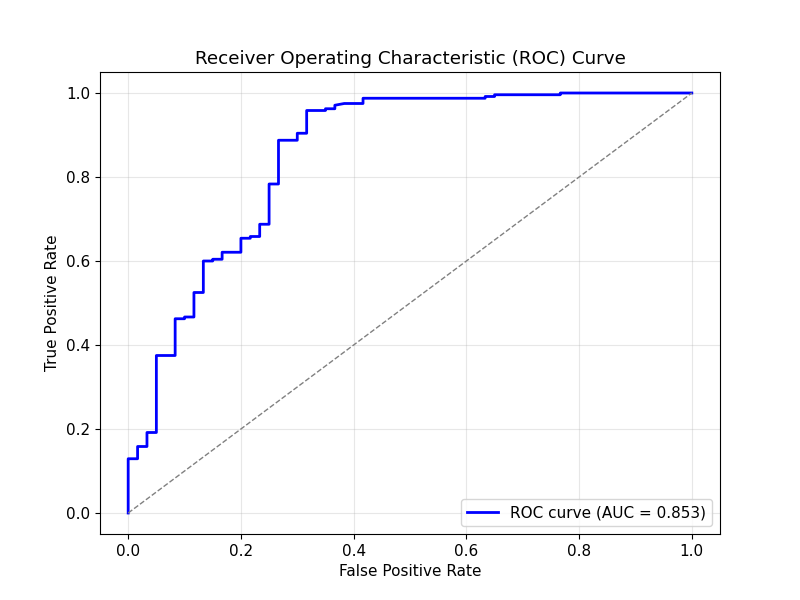 Receiver Operating Characteristic (ROC) Curve
1.0
0.8
0.6
0.4
0.2
0.0
True Positive Rate
ROC curve (AUC = 0.853)
0.0 0.2 0.4 0.6 0.8 1.0
False Positive Rate